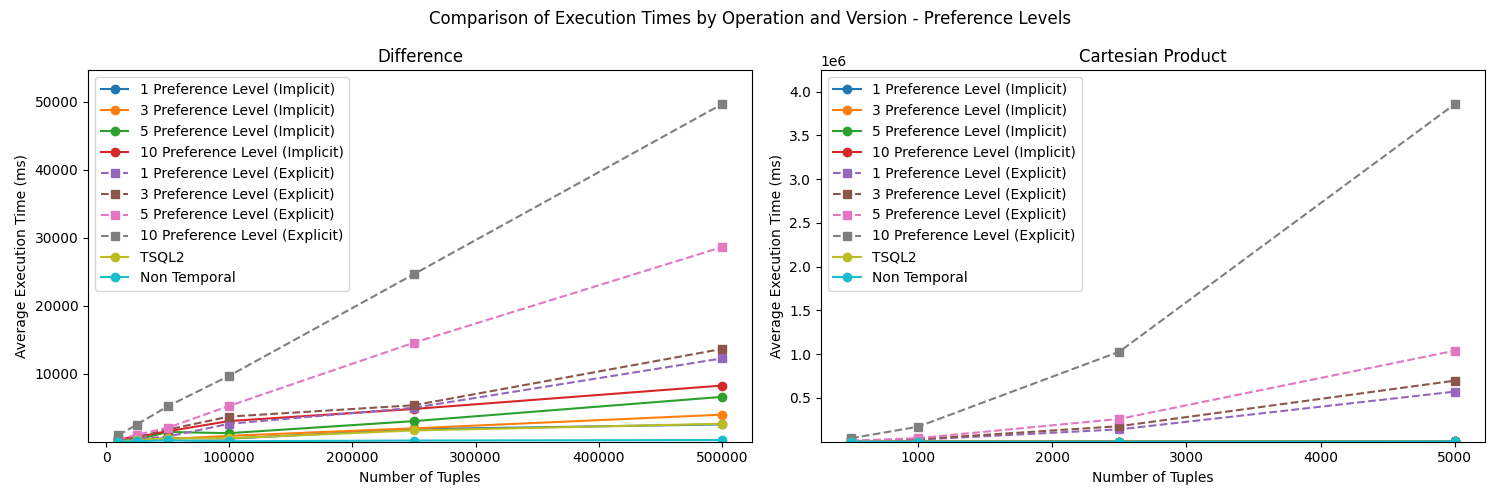 Comparison of Execution Times by Operation and Version - Preference Levels
Difference
Average Execution Time (ms)
50000
40000
30000
20000
10000
1 Preference Level (Implicit)
3 Preference Level (Implicit)
5 Preference Level (Implicit)
10 Preference Level (Implicit)
1 Preference Level (Explicit)
3 Preference Level (Explicit)
5 Preference Level (Explicit)
10 Preference Level (Explicit)
TSQL2
Non Temporal
0 100000 200000 300000 400000 500000
Number of Tuples
Cartesian Product
1e6
Average Execution Time (ms)
4.0
3.5
3.0
2.5
2.0
1.5
1.0
0.5
1 Preference Level (Implicit)
3 Preference Level (Implicit)
5 Preference Level (Implicit)
10 Preference Level (Implicit)
1 Preference Level (Explicit)
3 Preference Level (Explicit)
5 Preference Level (Explicit)
10 Preference Level (Explicit)
TSQL2
Non Temporal
1000 2000 3000 4000 5000
Number of Tuples